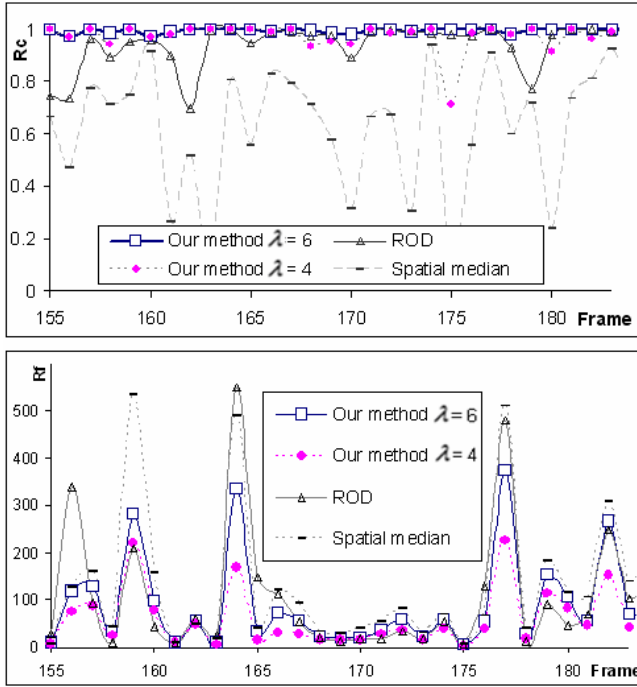 Rc
1
0.8
0.6
0.4
0.2
0
Our method λ = 6
ROD
Our method λ = 4
Spatial median
155 160 165 170 175 180 Frame
Rf
500
400
300
200
100
0
Our method λ = 6
Our method λ = 4
ROD
Spatial median
155 160 165 170 175 180 Frame